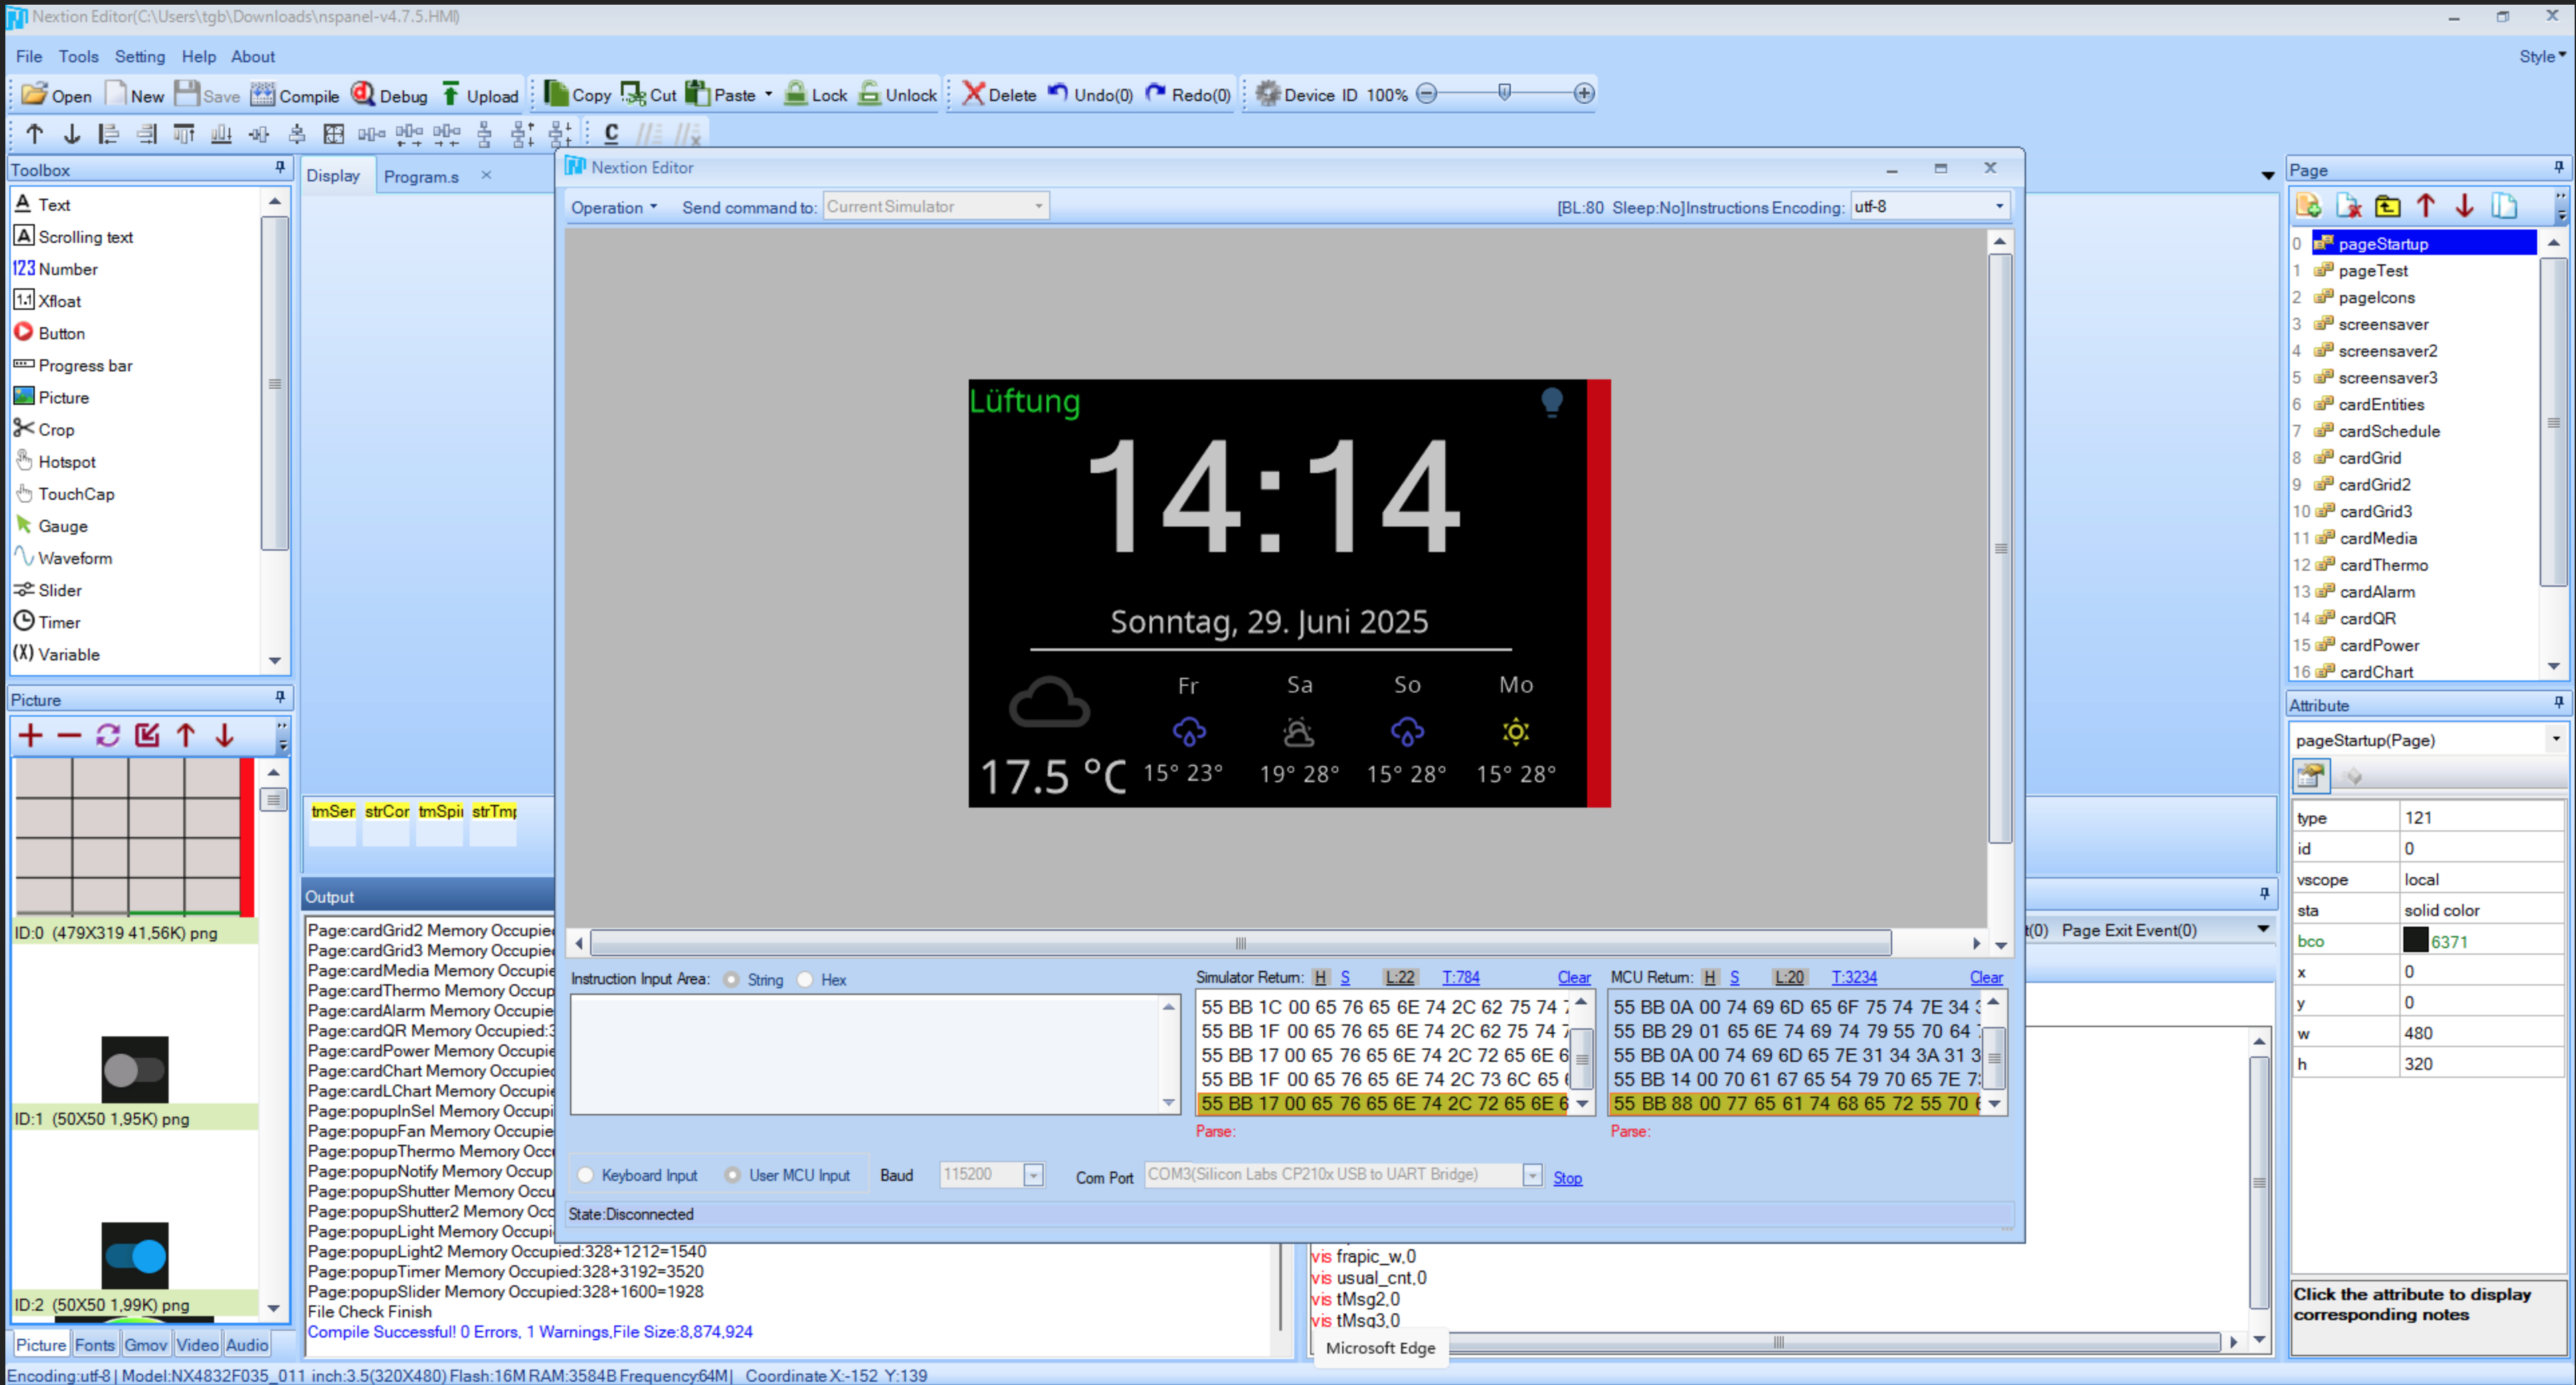 Nextion Editor(C:\Users\tgb\Downloads\nspanel-v4.7.5.HMI)
File Tools Setting Help About
Style
Open New Save Compile Debug Upload Copy Cut Paste Lock Unlock Delete Undo(0) Redo(0) Device ID 100%
Toolbox
Text
Scrolling text
123 Number
1.1 Xfloat
Button
Progress bar
Picture
Crop
Hotspot
TouchCap
Gauge
Waveform
Slider
Timer
(X) Variable
Picture
ID:0 (479X319 41,56K) png
ID:1 (50X50 1,95K) png
ID:2 (50X50 1,99K) png
Picture Fonts Gmov Video Audio
Display Program.s
tmSer strCor tmSpi strTmp
Output
Page:cardGrid2 Memory Occupie
Page:cardGrid3 Memory Occupie
Page:cardMedia Memory Occupie
Page:cardThermo Memory Occup
Page:cardAlarm Memory Occupie
Page:cardQR Memory Occupied:3
Page:cardPower Memory Occupie
Page:cardChart Memory Occupied
Page:cardLChart Memory Occupie
Page:popupInSel Memory Occupi
Page:popupFan Memory Occupie
Page:popupThermo Memory Occ
Page:popupNotify Memory Occup
Page:popupShutter Memory Occu
Page:popupShutter2 Memory Occ
Page:popupLight Memory Occupi
Page:popupLight2 Memory Occupied:328+1212=1540
Page:popupTimer Memory Occupied:328+3192=3520
Page:popupSlider Memory Occupied:328+1600=1928
File Check Finish
Compile Successful! 0 Errors, 1 Warnings,File Size:8,874,924
Nextion Editor
Operation Send command to: Current Simulator
[BL:80 Sleep:No]Instructions Encoding: utf-8
Lüftung
14:14
Sonntag, 29. Juni 2025
Fr Sa So Mo
17.5 °C 15° 23° 19° 28° 15° 28° 15° 28°
Instruction Input Area: String Hex
Simulator Return: H S L:22 T:784 Clear
55 BB 1C 00 65 76 65 6E 74 2C 62 75 74 7
55 BB 1F 00 65 76 65 6E 74 2C 62 75 74 7
55 BB 17 00 65 76 65 6E 74 2C 72 65 6E 6
55 BB 1F 00 65 76 65 6E 74 2C 73 6C 65 6
55 BB 17 00 65 76 65 6E 74 2C 72 65 6E 6
Parse:
MCU Return: H S L:20 T:3234 Clear
55 BB 0A 00 74 69 6D 65 6F 75 74 7E 34 3
55 BB 29 01 65 6E 74 69 74 79 55 70 64
55 BB 0A 00 74 69 6D 65 7E 31 34 3A 31 3
55 BB 14 00 70 61 67 65 54 79 70 65 7E 7
55 BB 88 00 77 65 61 74 68 65 72 55 70 6
Parse:
Keyboard Input User MCU Input Baud 115200 Com Port COM3(Silicon Labs CP210x USB to UART Bridge) Stop
State:Disconnected
t(0) Page Exit Event(0)
vis frapic_w,0
vis usual_cnt,0
vis tMsg2,0
vis tMsg3,0
Microsoft Edge
Page
0 pageStartup
1 pageTest
2 pageIcons
3 screensaver
4 screensaver2
5 screensaver3
6 cardEntities
7 cardSchedule
8 cardGrid
9 cardGrid2
10 cardGrid3
11 cardMedia
12 cardThermo
13 cardAlarm
14 cardQR
15 cardPower
16 cardChart
Attribute
pageStartup(Page)
type 121
id 0
vscope local
sta solid color
bco 6371
x 0
y 0
w 480
h 320
Click the attribute to display
corresponding notes
Encoding:utf-8 | Model:NX4832F035_011 inch:3.5(320X480) Flash:16M RAM:3584B Frequency:64M | Coordinate X:-152 Y:139